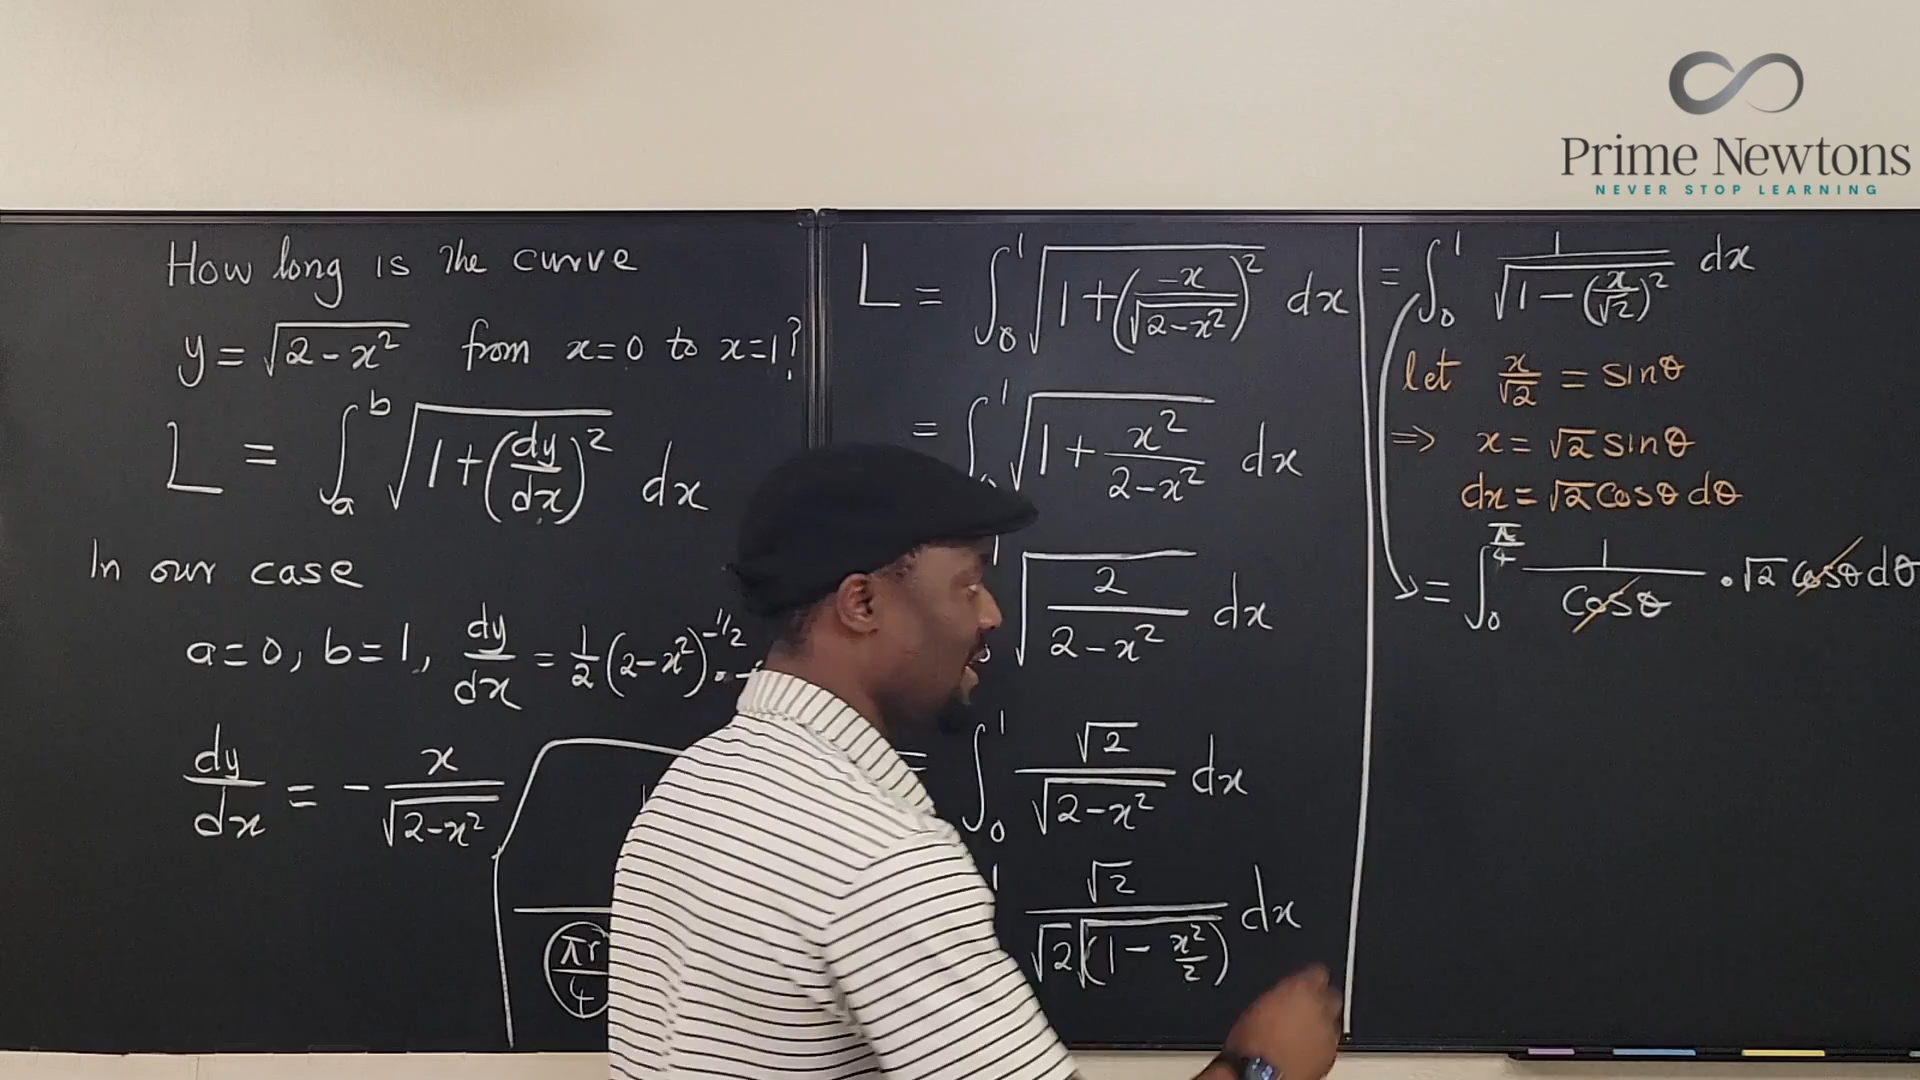 Prime Newtons
NEVER STOP LEARNING
How long is the curve
y = √(2-x²) from x=0 to x=1?
L = ∫ₐᵇ √(1+(dy/dx)²) dx
In our case
a=0, b=1, dy/dx = 1/2 (2-x²)^(-1/2) · -
dy/dx = - x/√(2-x²)
πr/4
L = ∫₀¹ √(1+(-x/√(2-x²))²) dx
= ∫ ¹ √(1 + x²/(2-x²)) dx
√(2/(2-x²)) dx
= ∫₀¹ √2/√(2-x²) dx
¹ √2/(√2√(1 - x²/2)) dx
= ∫₀¹ 1/√(1-(x/√2)²) dx
let x/√2 = sinθ
⇒ x = √2 sinθ
dx = √2 cosθ dθ
= ∫₀^(π/4) 1/cosθ · √2 cosθ dθ